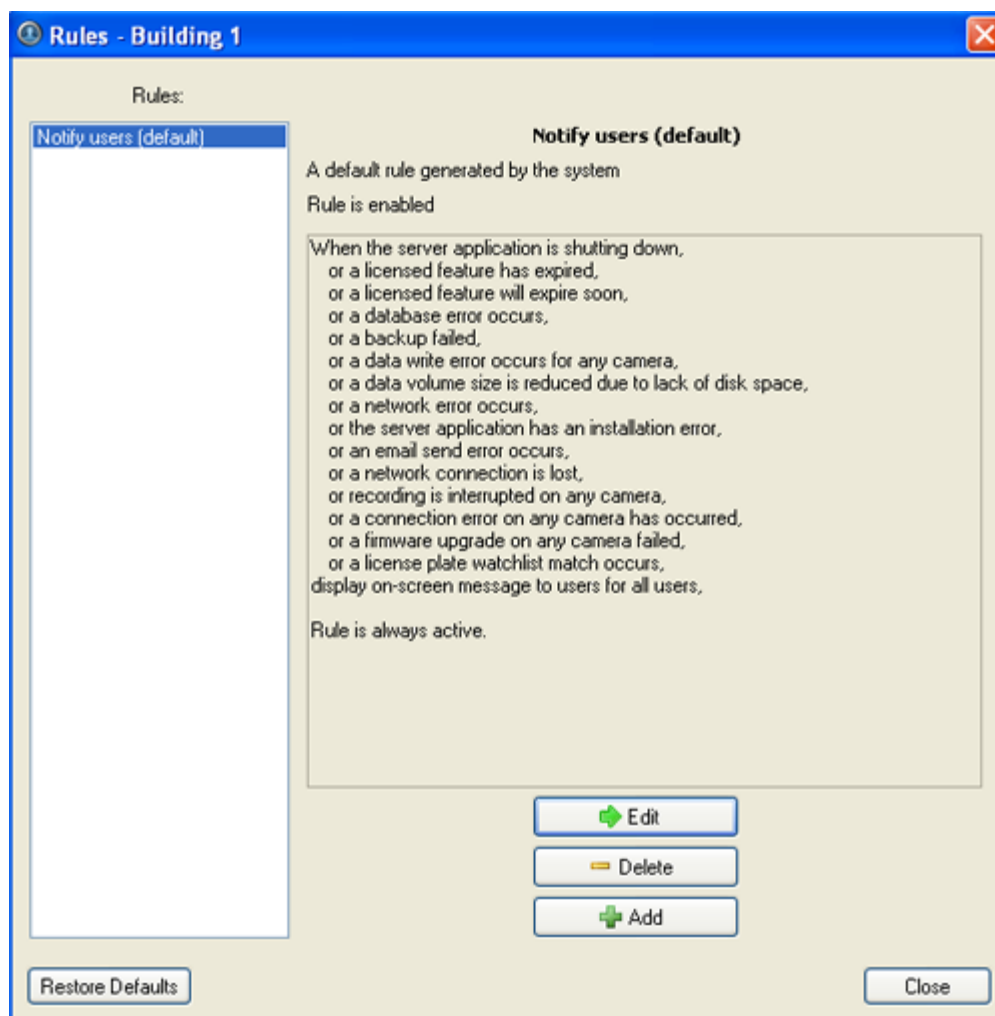 Rules - Building 1
Rules:
Notify users (default)
Notify users (default)
A default rule generated by the system
Rule is enabled
When the server application is shutting down,
or a licensed feature has expired,
or a licensed feature will expire soon,
or a database error occurs,
or a backup failed,
or a data write error occurs for any camera,
or a data volume size is reduced due to lack of disk space,
or a network error occurs,
or the server application has an installation error,
or an email send error occurs,
or a network connection is lost,
or recording is interrupted on any camera,
or a connection error on any camera has occurred,
or a firmware upgrade on any camera failed,
or a license plate watchlist match occurs,
display on-screen message to users for all users,
Rule is always active.
Edit
Delete
Add
Restore Defaults
Close